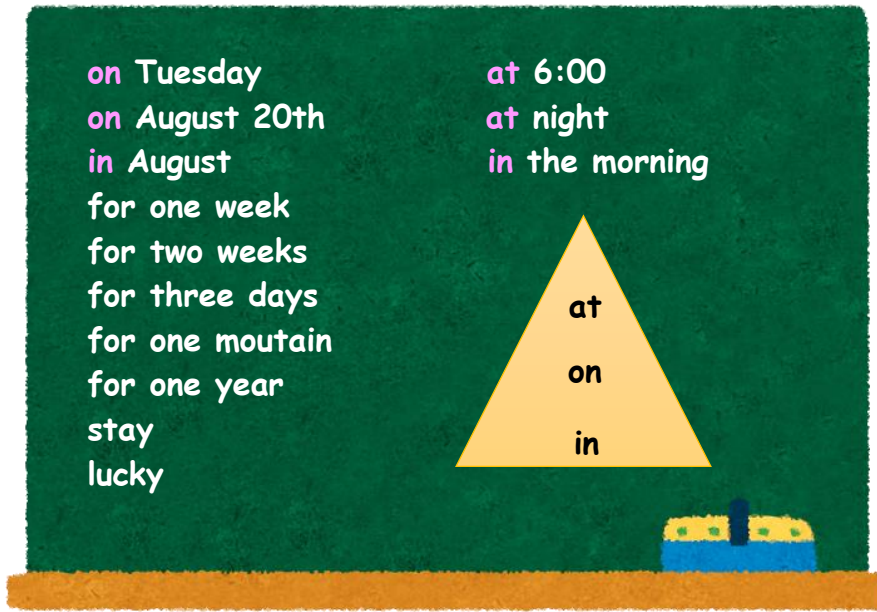 on Tuesday
on August 20th
in August
for one week
for two weeks
for three days
for one moutain
for one year
stay
lucky
at 6:00
at night
in the morning
at
on
in